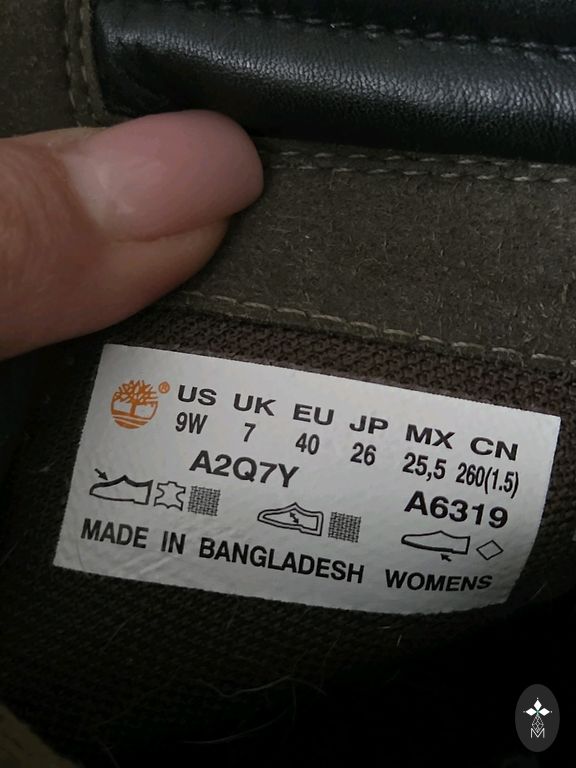 ® US UK EU JP MX CN
9W 7 40 26 25,5 260(1.5)
A2Q7Y A6319
MADE IN BANGLADESH WOMENS
M